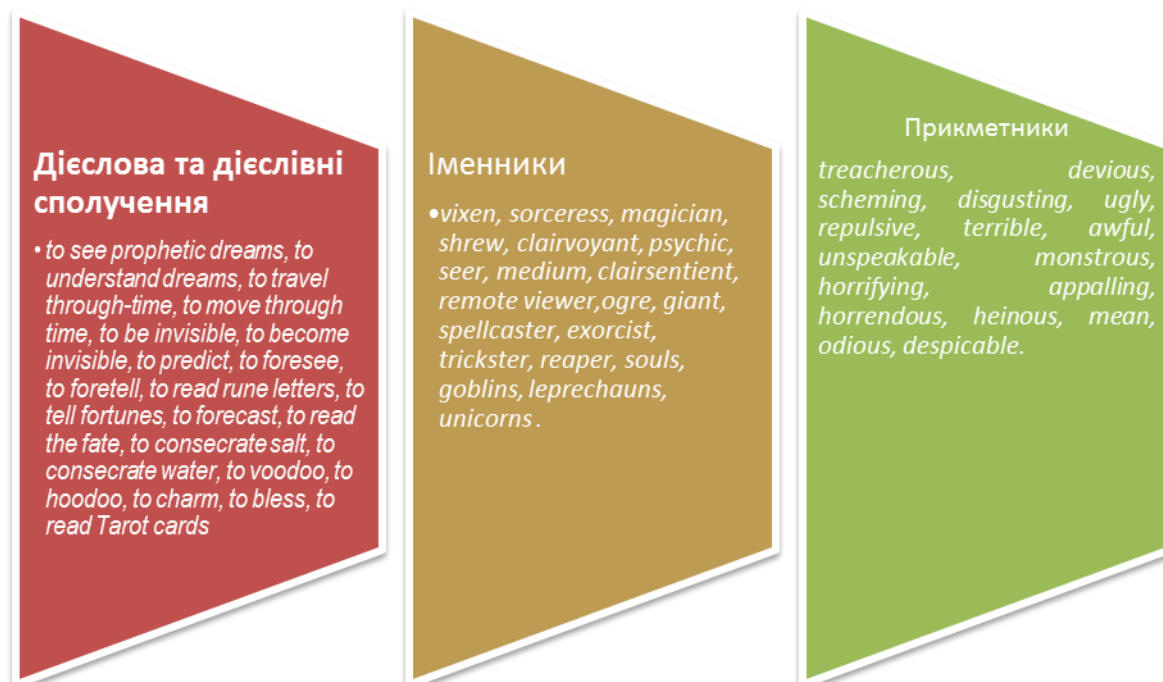 Дієслова та дієслівні
сполучення
• to see prophetic dreams, to
understand dreams, to travel
through-time, to move through
time, to be invisible, to become
invisible, to predict, to foresee,
to foretell, to read rune letters, to
tell fortunes, to forecast, to read
the fate, to consecrate salt, to
consecrate water, to voodoo, to
hoodoo, to charm, to bless, to
read Tarot cards
Іменники
•vixen, sorceress, magician,
shrew, clairvoyant, psychic,
seer, medium, clairsentient,
remote viewer,ogre, giant,
spellcaster, exorcist,
trickster, reaper, souls,
goblins, leprechauns,
unicorns .
Прикметники
treacherous, devious,
scheming, disgusting, ugly,
repulsive, terrible, awful,
unspeakable, monstrous,
horrifying, appalling,
horrendous, heinous, mean,
odious, despicable.